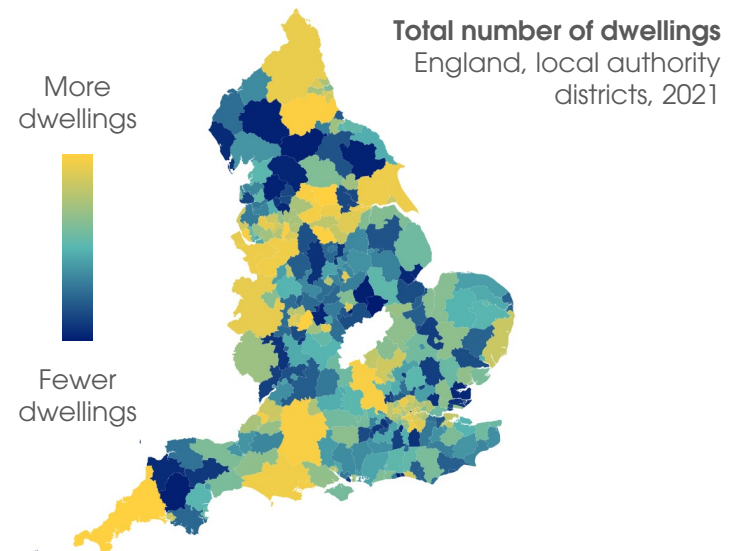 Total number of dwellings
England, local authority
districts, 2021
More
dwellings
Fewer
dwellings